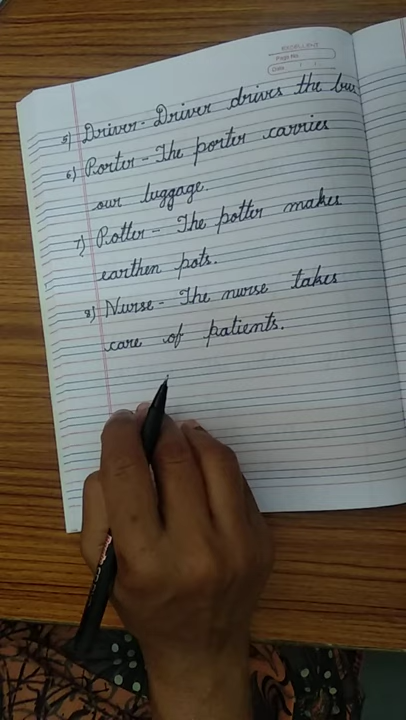 EXCELLENT
Page No.
Date / /
5) Driver - Driver drives the bus.
6) Porter - The porter carries
our luggage.
7) Potter - The potter makes
earthen pots.
8) Nurse - The nurse takes
care of patients.